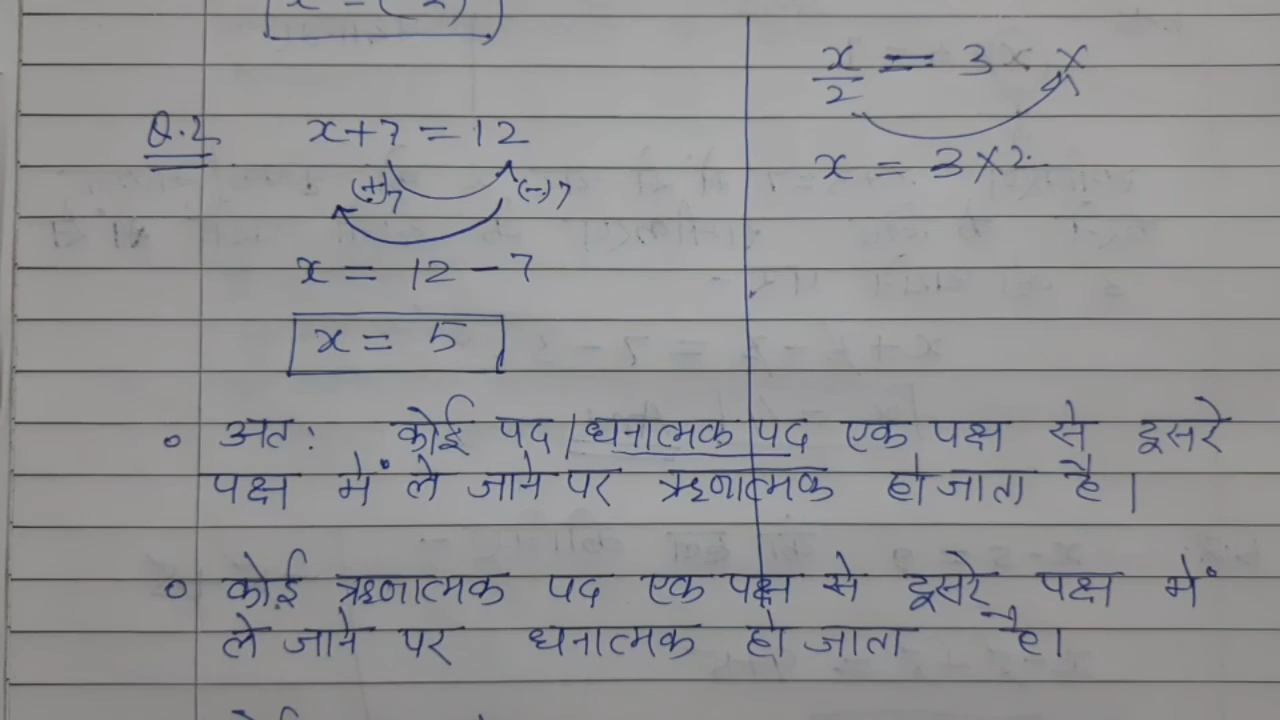 Q.2 x+7 = 12
(+)7 (-)7
x = 12 - 7
x = 5
x/2 = 3 × x
x = 3×2
अतः कोई पद/धनात्मक पद एक पक्ष से दूसरे
पक्ष में ले जाने पर ऋणात्मक हो जाता है।
कोई ऋणात्मक पद एक पक्ष से दूसरे पक्ष में
ले जाने पर धनात्मक हो जाता है।